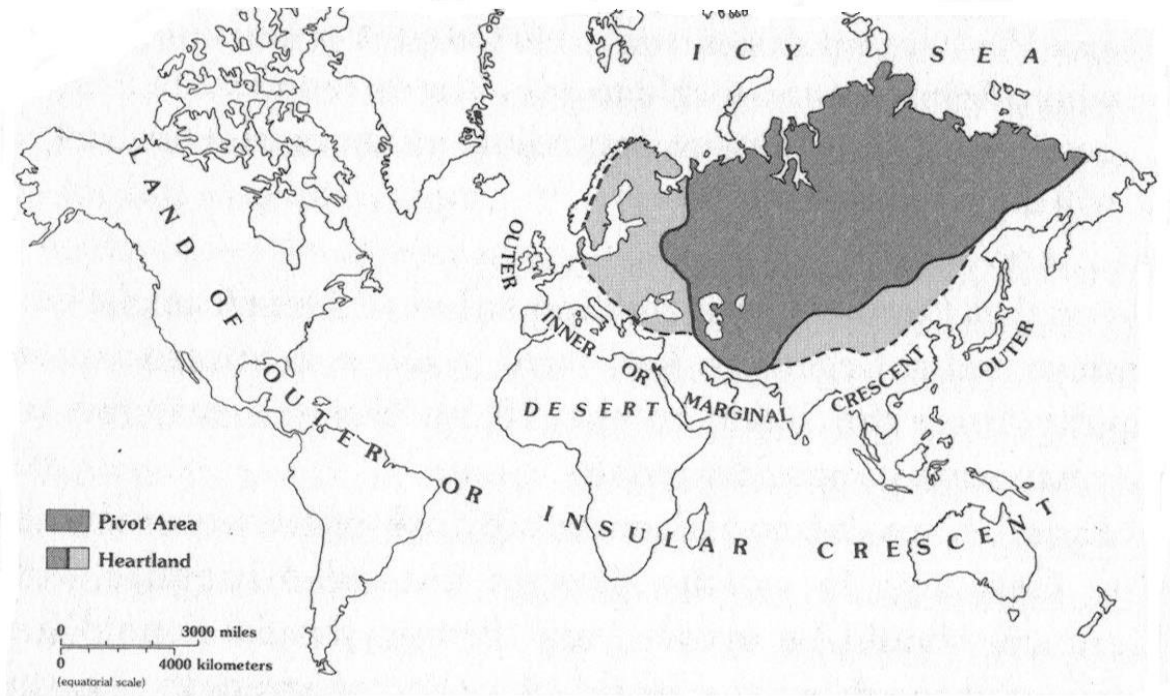 ICY SEA
LAND OF OUTER OR INSULAR CRESCENT
OUTER
INNER OR MARGINAL CRESCENT
OUTER
DESERT
Pivot Area
Heartland
0 3000 miles
0 4000 kilometers
(equatorial scale)